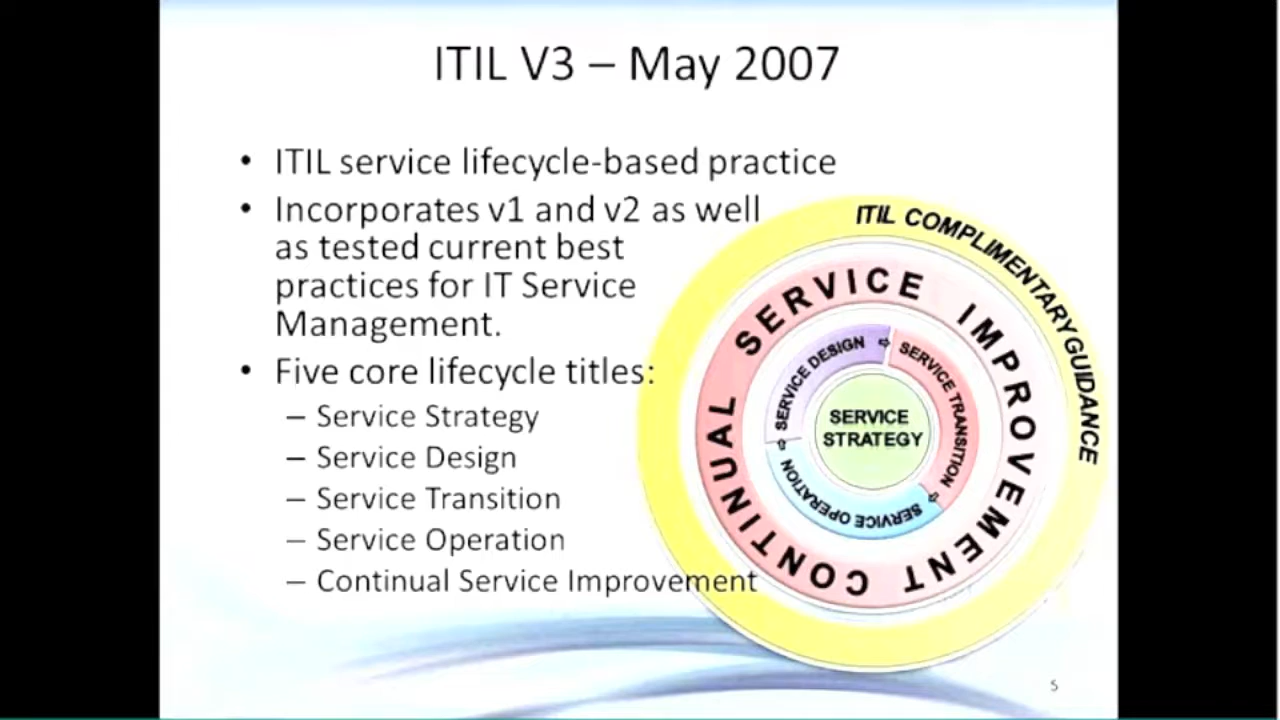 ITIL V3 – May 2007
• ITIL service lifecycle-based practice
• Incorporates v1 and v2 as well
as tested current best
practices for IT Service
Management.
• Five core lifecycle titles:
– Service Strategy
– Service Design
– Service Transition
– Service Operation
– Continual Service Improvement
ITIL COMPLIMENTARY GUIDANCE
CONTINUAL SERVICE IMPROVEMENT
SERVICE DESIGN
SERVICE TRANSITION
SERVICE OPERATION
SERVICE
STRATEGY
5